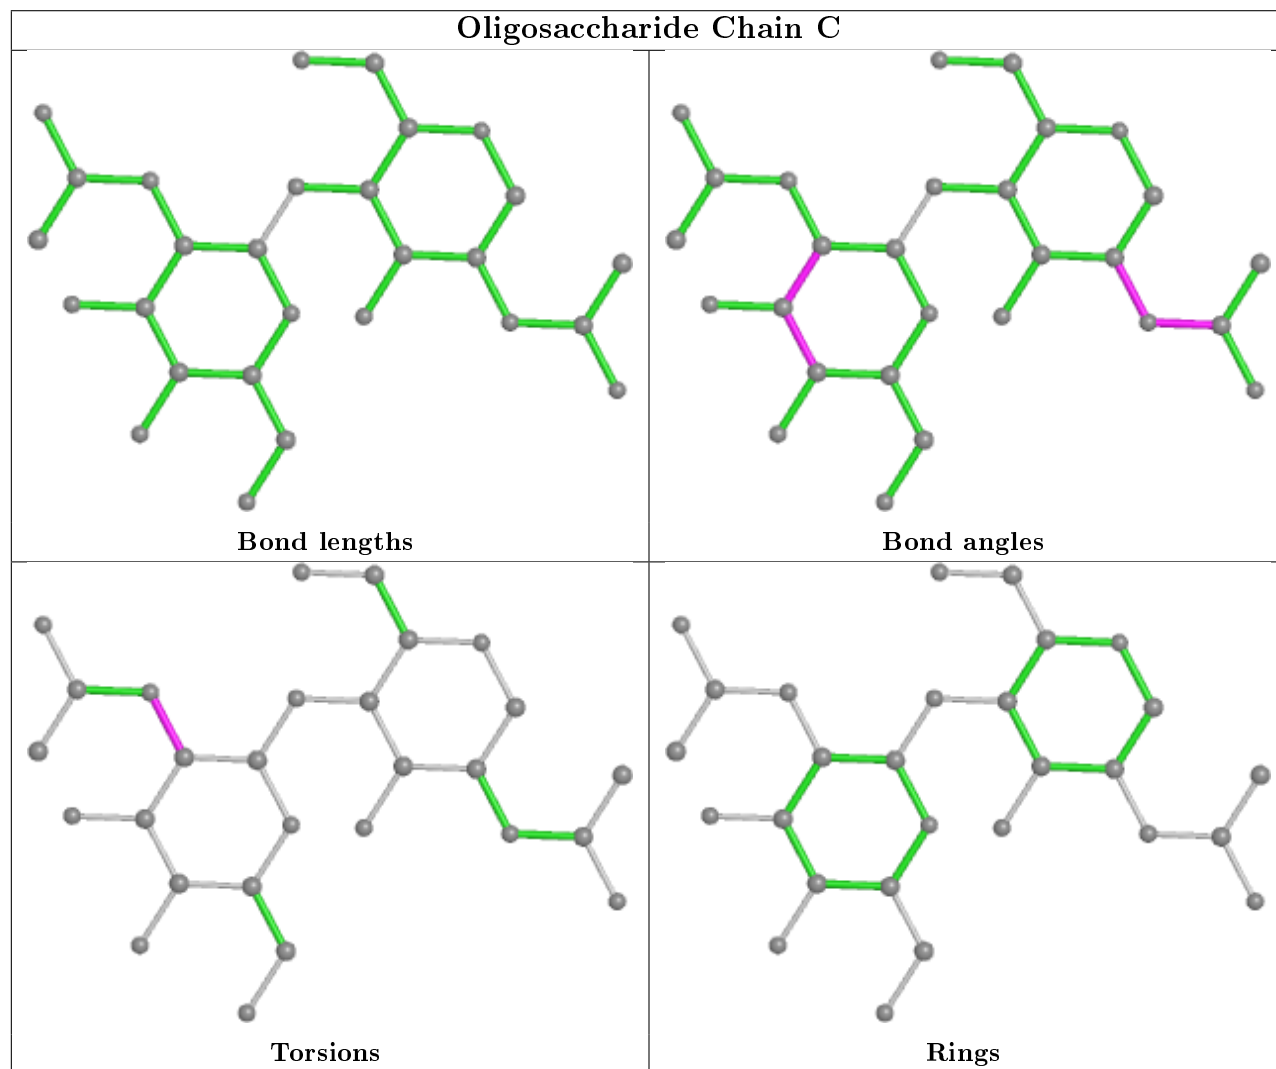 Oligosaccharide Chain C
Bond lengths
Bond angles
Torsions
Rings